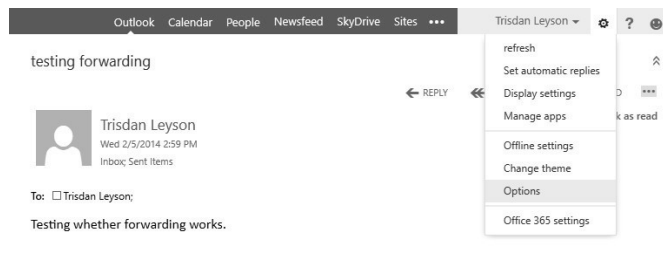 Outlook Calendar People Newsfeed SkyDrive Sites ••• Trisdan Leyson ?
testing forwarding
refresh
Set automatic replies
REPLY
Display settings
Manage apps
k as read
Trisdan Leyson
Wed 2/5/2014 2:59 PM
Inbox; Sent Items
Offline settings
Change theme
To: Trisdan Leyson;
Options
Testing whether forwarding works.
Office 365 settings